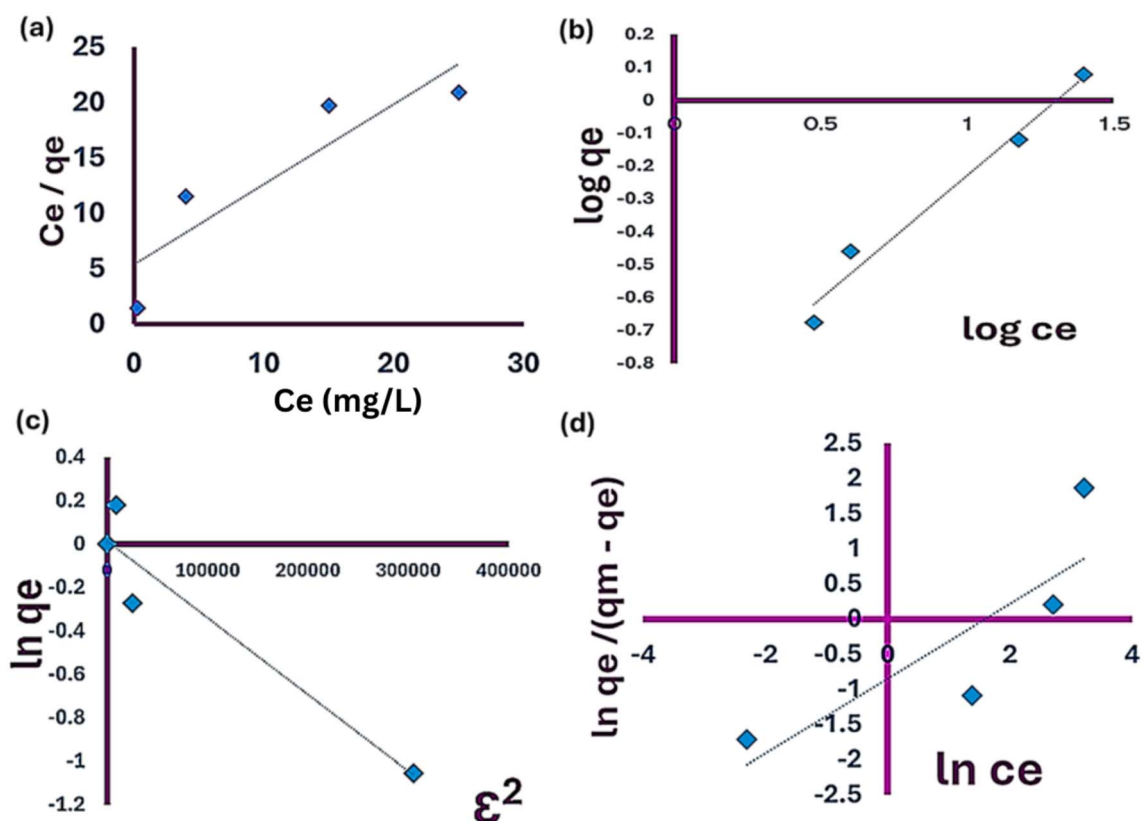 (a)
25
20
15
10
5
0
Ce / qe
0 10 20 30
Ce (mg/L)
(b)
0.2
0.1
0
-0.1
-0.2
-0.3
-0.4
-0.5
-0.6
-0.7
-0.8
log qe
0 0.5 1 1.5
log ce
(c)
0.4
0.2
0
-0.2
-0.4
-0.6
-0.8
-1
-1.2
ln qe
0 100000 200000 300000 400000
ε²
(d)
2.5
2
1.5
1
0.5
0
-0.5
-1
-1.5
-2
-2.5
ln qe /(qm - qe)
-4 -2 0 2 4
ln ce